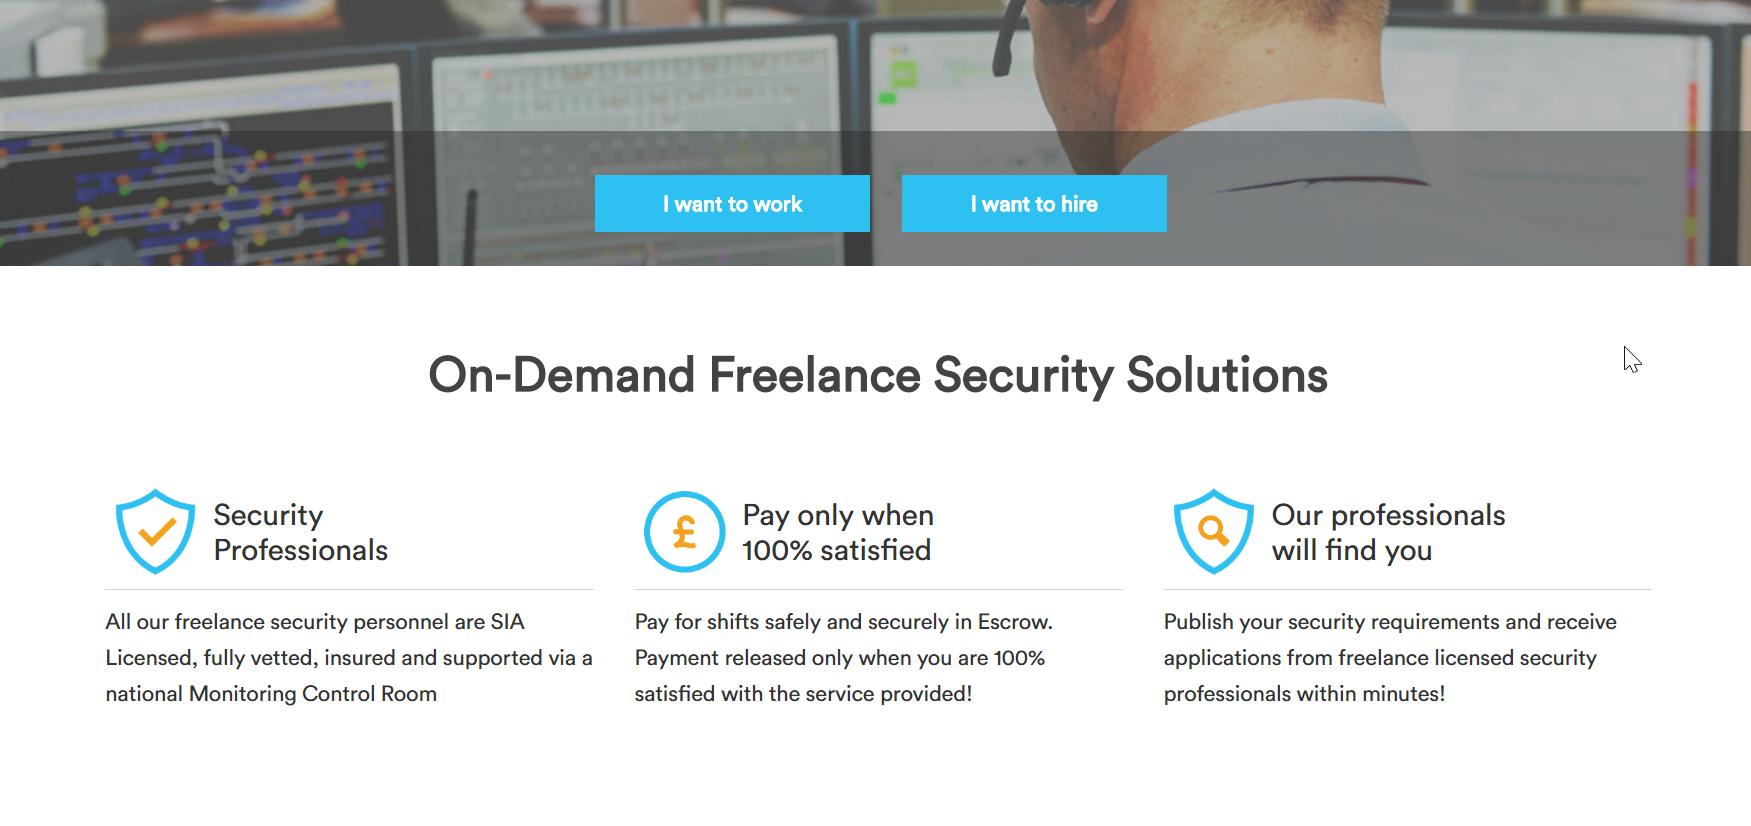 I want to work
I want to hire
On-Demand Freelance Security Solutions
Security
Professionals
All our freelance security personnel are SIA
Licensed, fully vetted, insured and supported via a
national Monitoring Control Room
£
Pay only when
100% satisfied
Pay for shifts safely and securely in Escrow.
Payment released only when you are 100%
satisfied with the service provided!
Our professionals
will find you
Publish your security requirements and receive
applications from freelance licensed security
professionals within minutes!